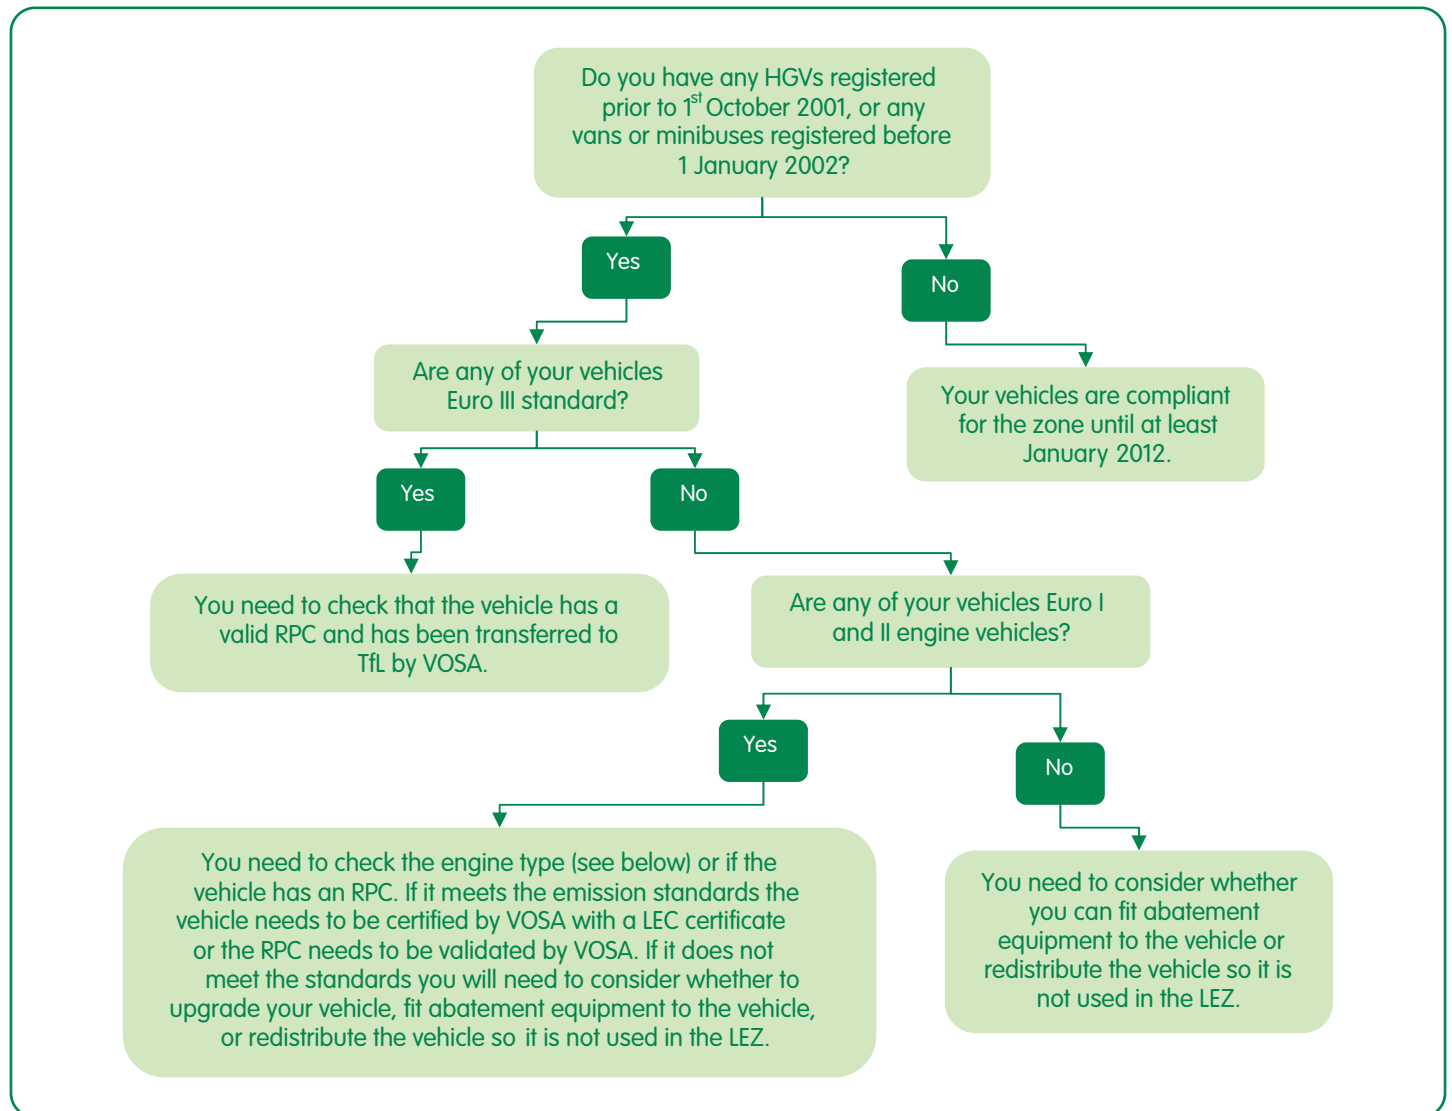 Do you have any HGVs registered
prior to 1st October 2001, or any
vans or minibuses registered before
1 January 2002?
Yes
No
Are any of your vehicles
Euro III standard?
Your vehicles are compliant
for the zone until at least
January 2012.
Yes
No
You need to check that the vehicle has a
valid RPC and has been transferred to
TfL by VOSA.
Are any of your vehicles Euro I
and II engine vehicles?
Yes
No
You need to check the engine type (see below) or if the
vehicle has an RPC. If it meets the emission standards the
vehicle needs to be certified by VOSA with a LEC certificate
or the RPC needs to be validated by VOSA. If it does not
meet the standards you will need to consider whether to
upgrade your vehicle, fit abatement equipment to the vehicle,
or redistribute the vehicle so it is not used in the LEZ.
You need to consider whether
you can fit abatement
equipment to the vehicle or
redistribute the vehicle so it is
not used in the LEZ.